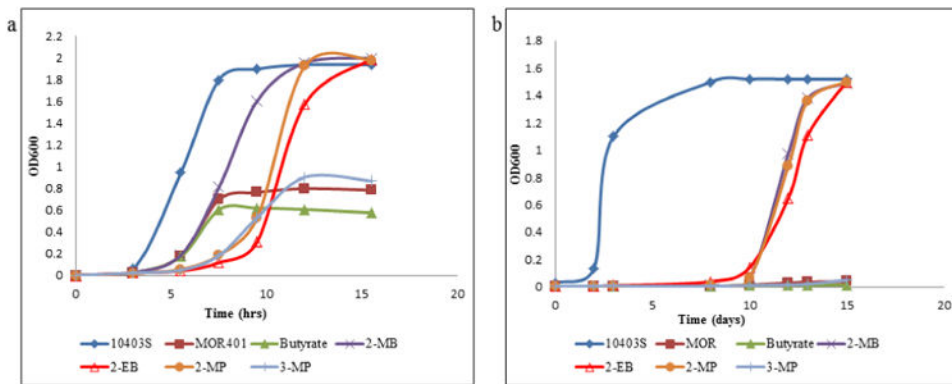 a
2.2
2
1.8
1.6
1.4
1.2
1
0.8
0.6
0.4
0.2
0
OD600
0 5 10 15 20
Time (hrs)
10403S MOR401 Butyrate 2-MB
2-EB 2-MP 3-MP
b
1.8
1.6
1.4
1.2
1
0.8
0.6
0.4
0.2
0
OD600
0 5 10 15 20
Time (days)
10403S MOR Butyrate 2-MB
2-EB 2-MP 3-MP